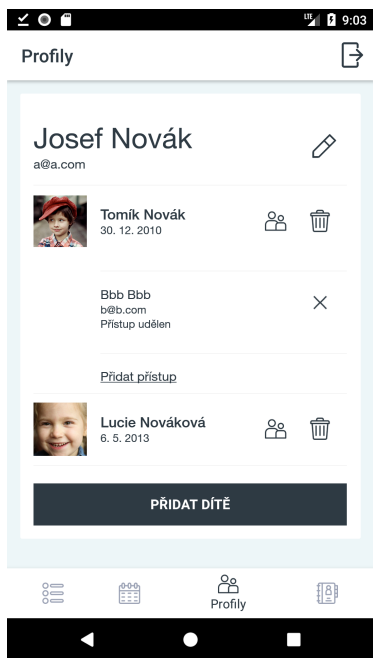 LTE 9:03
Profily
Josef Novák
a@a.com
Tomík Novák
30. 12. 2010
Bbb Bbb
b@b.com
Přístup udělen
Přidat přístup
Lucie Nováková
6. 5. 2013
PŘIDAT DÍTĚ
Profily